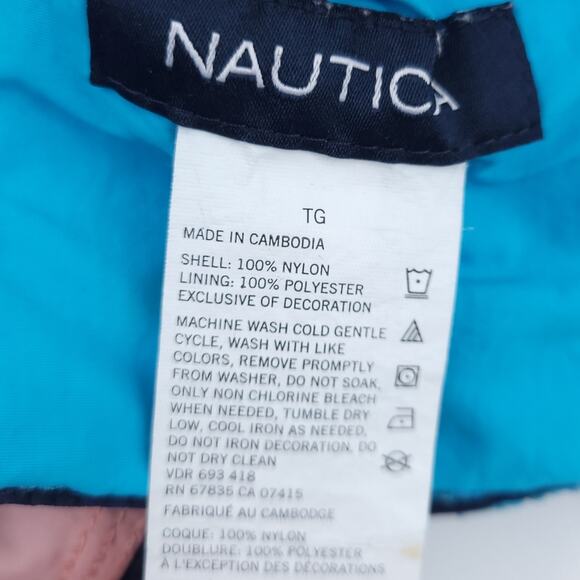 NAUTICA
TG
MADE IN CAMBODIA
SHELL: 100% NYLON
LINING: 100% POLYESTER
EXCLUSIVE OF DECORATION
MACHINE WASH COLD GENTLE
CYCLE, WASH WITH LIKE
COLORS, REMOVE PROMPTLY
FROM WASHER, DO NOT SOAK,
ONLY NON CHLORINE BLEACH
WHEN NEEDED, TUMBLE DRY
LOW, COOL IRON AS NEEDED,
DO NOT IRON DECORATION, DO
NOT DRY CLEAN
VDR 693 418
RN 67835 CA 07415
FABRIQUÉ AU CAMBODGE
COQUE: 100% NYLON
DOUBLURE: 100% POLYESTER
À L'EXCEPTION DES DÉCORATIONS